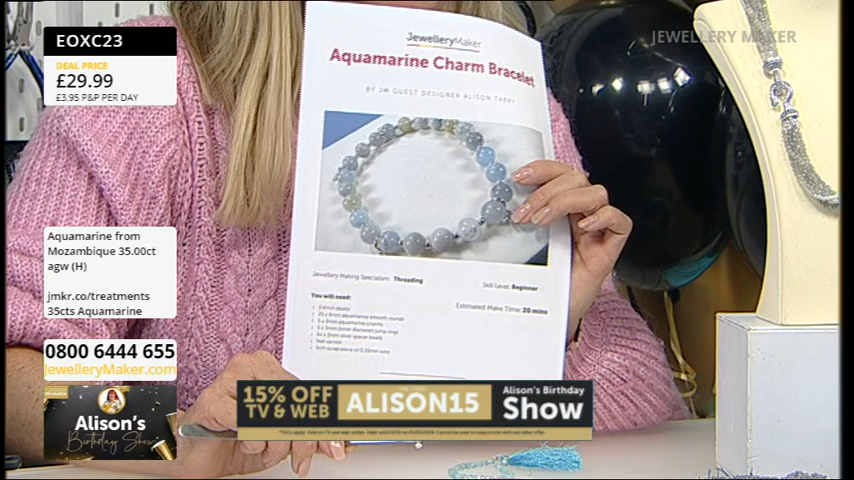 EOXC23
DEAL PRICE
£29.99
£3.95 P&P PER DAY
JEWELLERY MAKER
JewelleryMaker
Aquamarine Charm Bracelet
BY JM GUEST DESIGNER ALISON TARRY
Jewellery Making Specialism: Threading
Skill Level: Beginner
Estimated Make Time: 20 mins
You will need:
Aquamarine from
Mozambique 35.00ct
agw (H)
jmkr.co/treatments
35cts Aquamarine
0800 6444 655
JewelleryMaker.com
Alison's
Birthday Show
15% OFF
TV & WEB
ALISON15
Alison's Birthday
Show